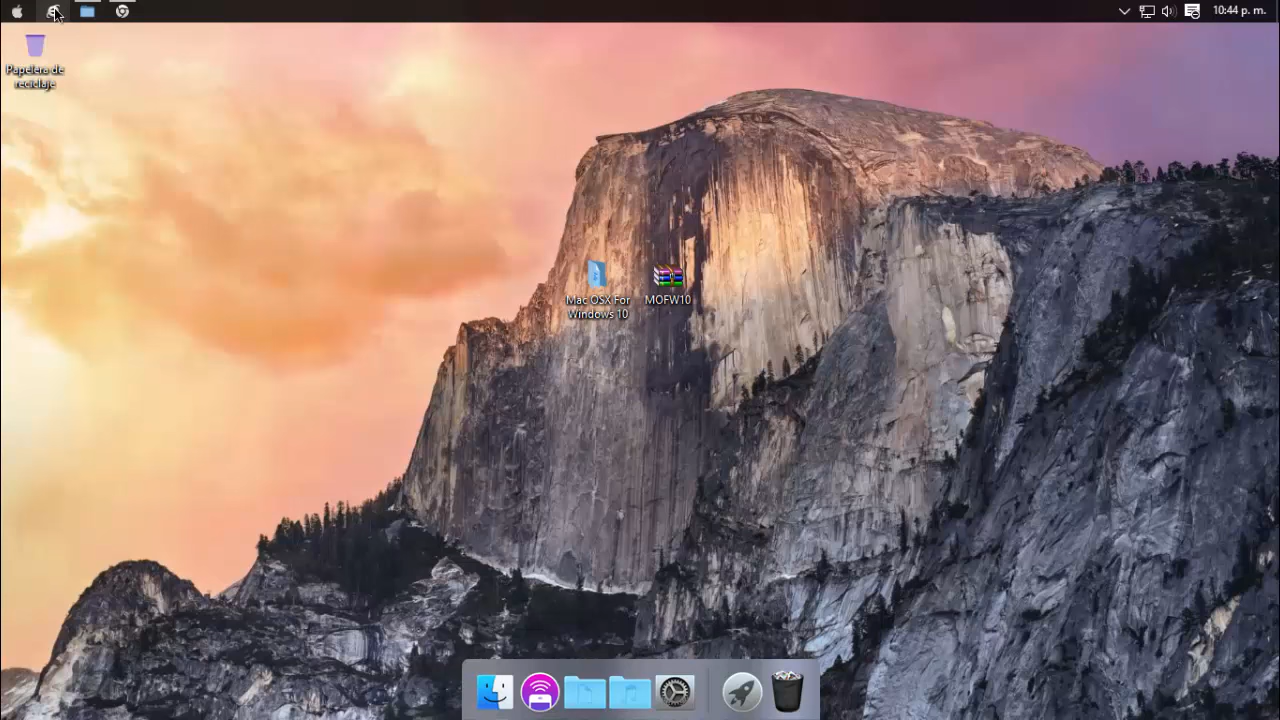 10:44 p. m.
Papelera de
reciclaje
Mac OSX For
Windows 10
MOFW10